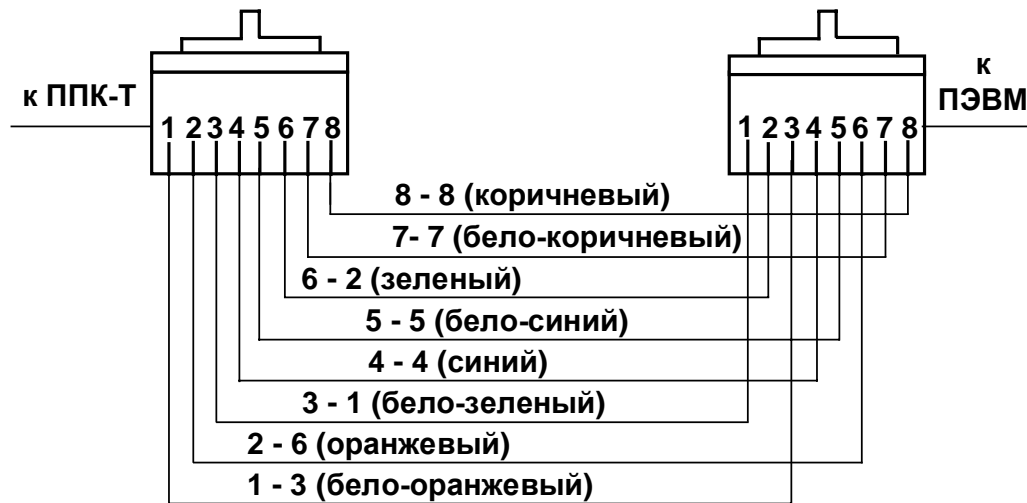 к ППК-Т
к
ПЭВМ
1 2 3 4 5 6 7 8
1 2 3 4 5 6 7 8
8 - 8 (коричневый)
7- 7 (бело-коричневый)
6 - 2 (зеленый)
5 - 5 (бело-синий)
4 - 4 (синий)
3 - 1 (бело-зеленый)
2 - 6 (оранжевый)
1 - 3 (бело-оранжевый)